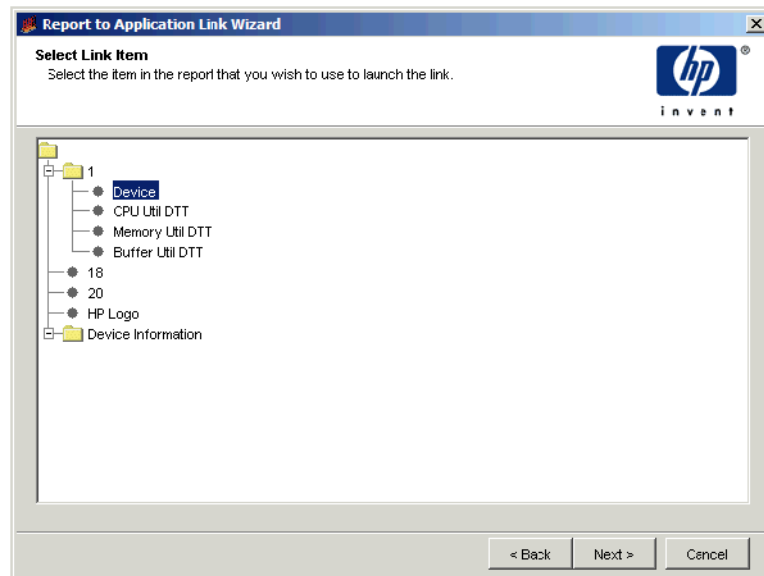 Report to Application Link Wizard
Select Link Item
Select the item in the report that you wish to use to launch the link.
hp
®
invent
1
Device
CPU Util DTT
Memory Util DTT
Buffer Util DTT
18
20
HP Logo
Device Information
< Back Next > Cancel